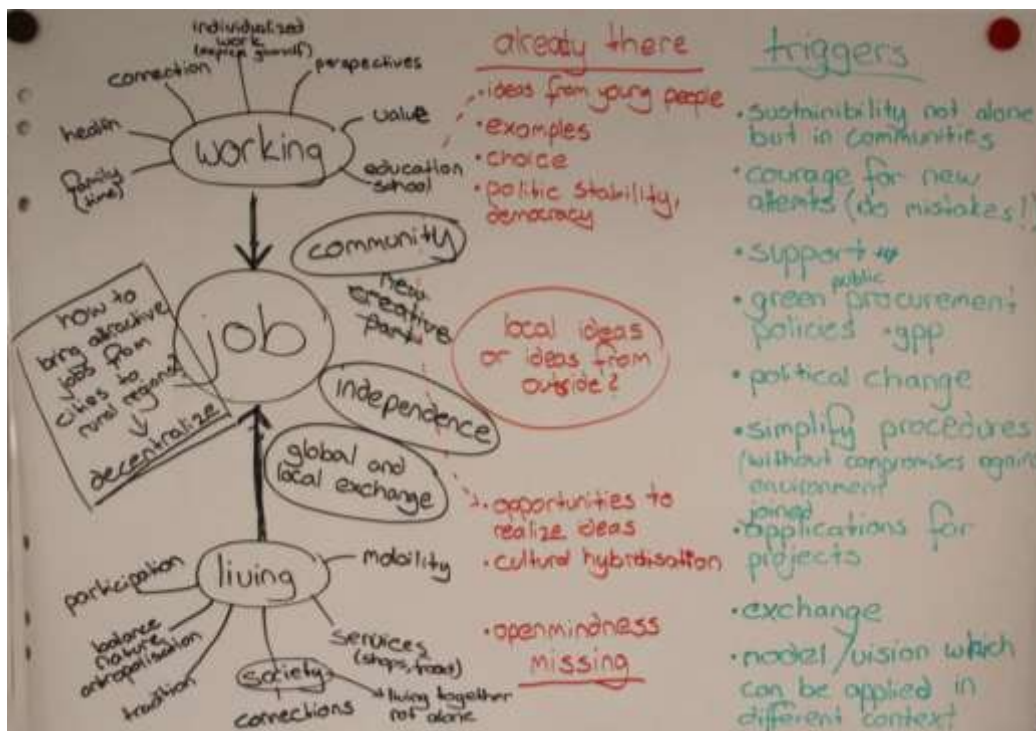 individualized
work
connection
perspectives
health
value
working
family
(time)
education
school
community
new
creative
job
how to
bring attractive
jobs from
cities to
rural regions?
decentralize
independence
global and
local exchange
living
participation
mobility
balance
nature
tradition
services
society
living together
not alone
connections
already there
• ideas from young people
• examples
• choice
• politic stability,
democracy
local ideas
or ideas from
outside?
• opportunities to
realize ideas
• cultural hybridisation
• openmindness
missing
triggers
• sustainibility not alone
but in communities
• courage for new
(do mistakes!!)
• support
public
• green procurement
policies • gpp
• political change
• simplify procedures
(without compromises again
environment
joined
• applications for
projects
• exchange
• model/vision which
can be applied in
different context